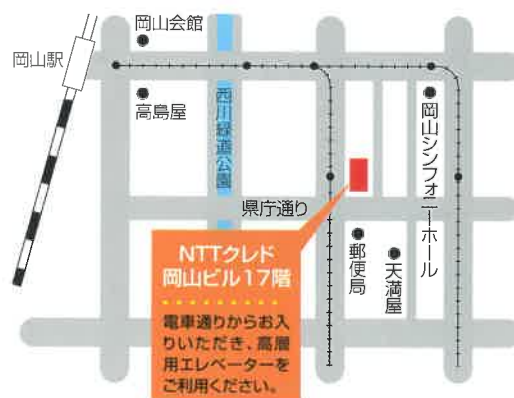 岡山会館
岡山駅
高島屋
西川緑道公園
岡山シンフォニーホール
県庁通り
郵便局
天満屋
NTTクレド
岡山ビル17階
電車通りからお入
りいただき、高層
用エレベーターを
ご利用ください。